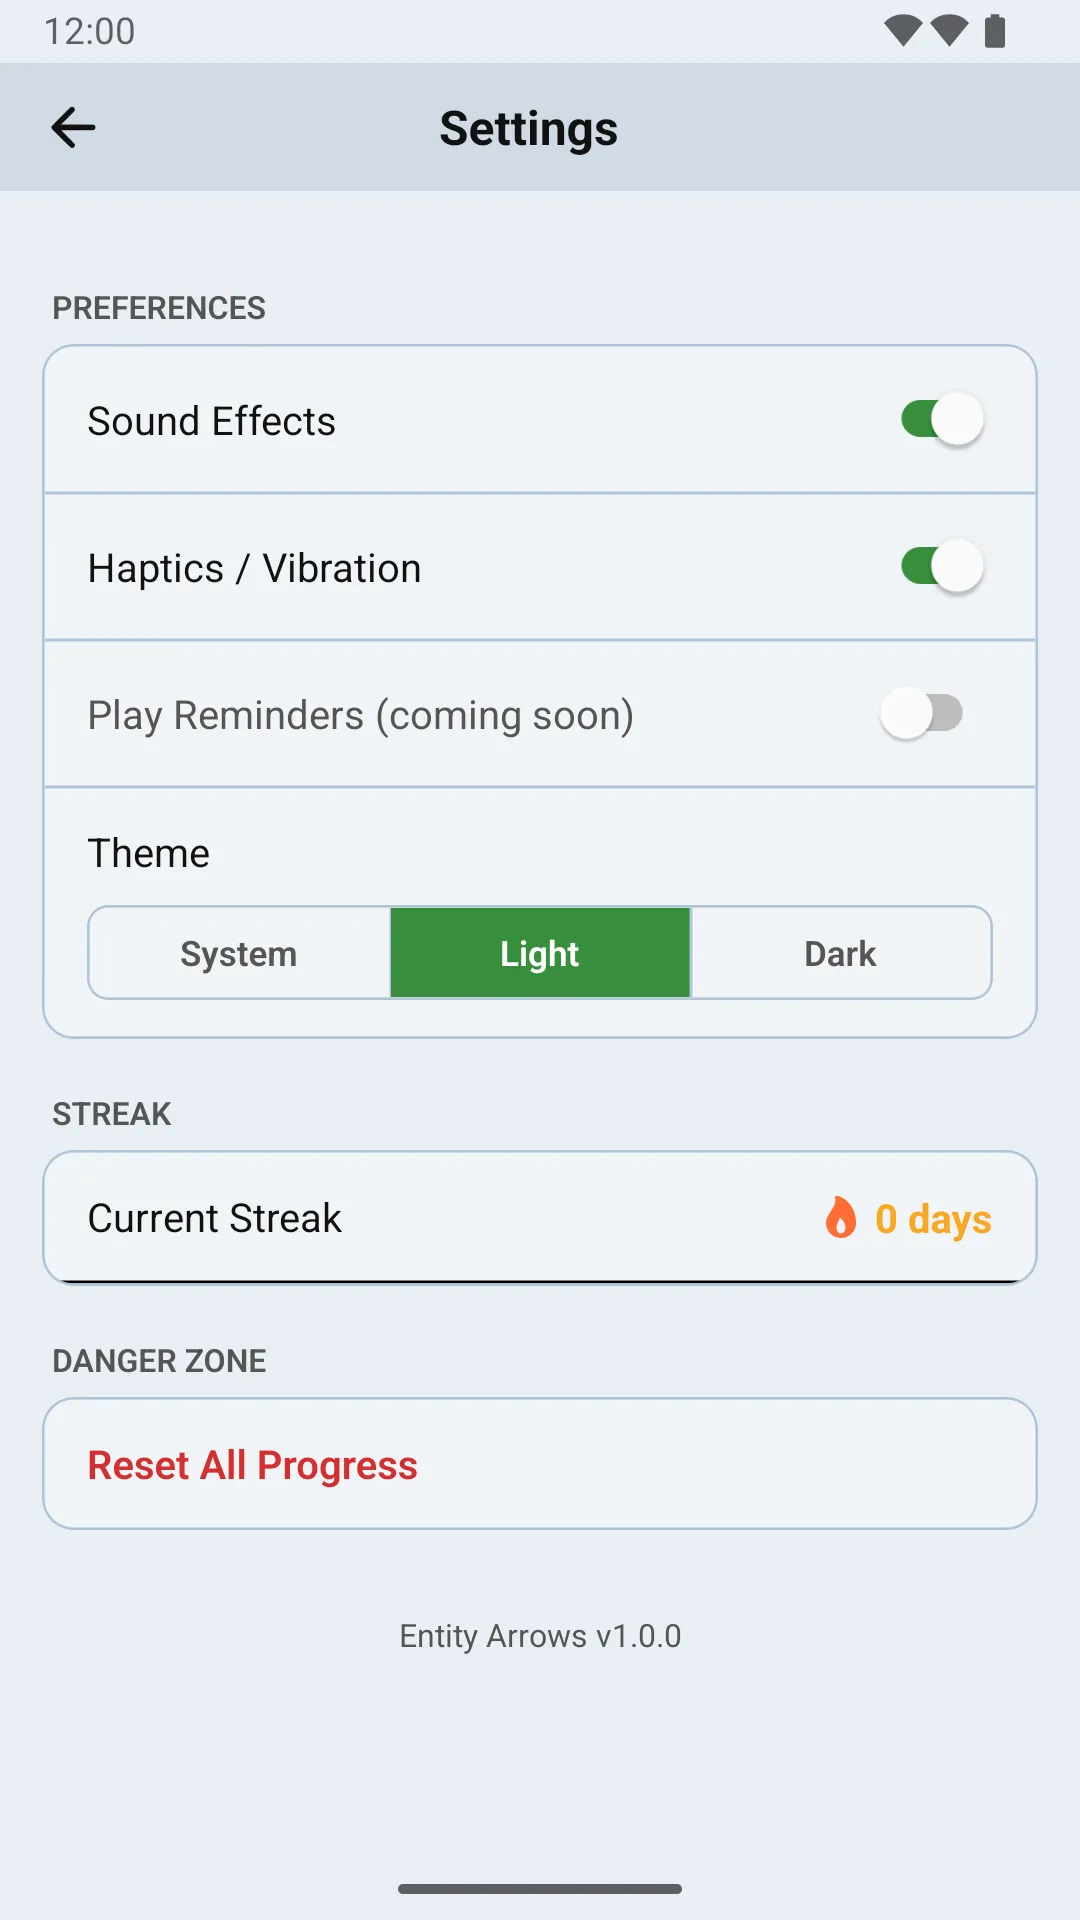 12:00
Settings
PREFERENCES
Sound Effects
Haptics / Vibration
Play Reminders (coming soon)
Theme
System Light Dark
STREAK
Current Streak 0 days
DANGER ZONE
Reset All Progress
Entity Arrows v1.0.0